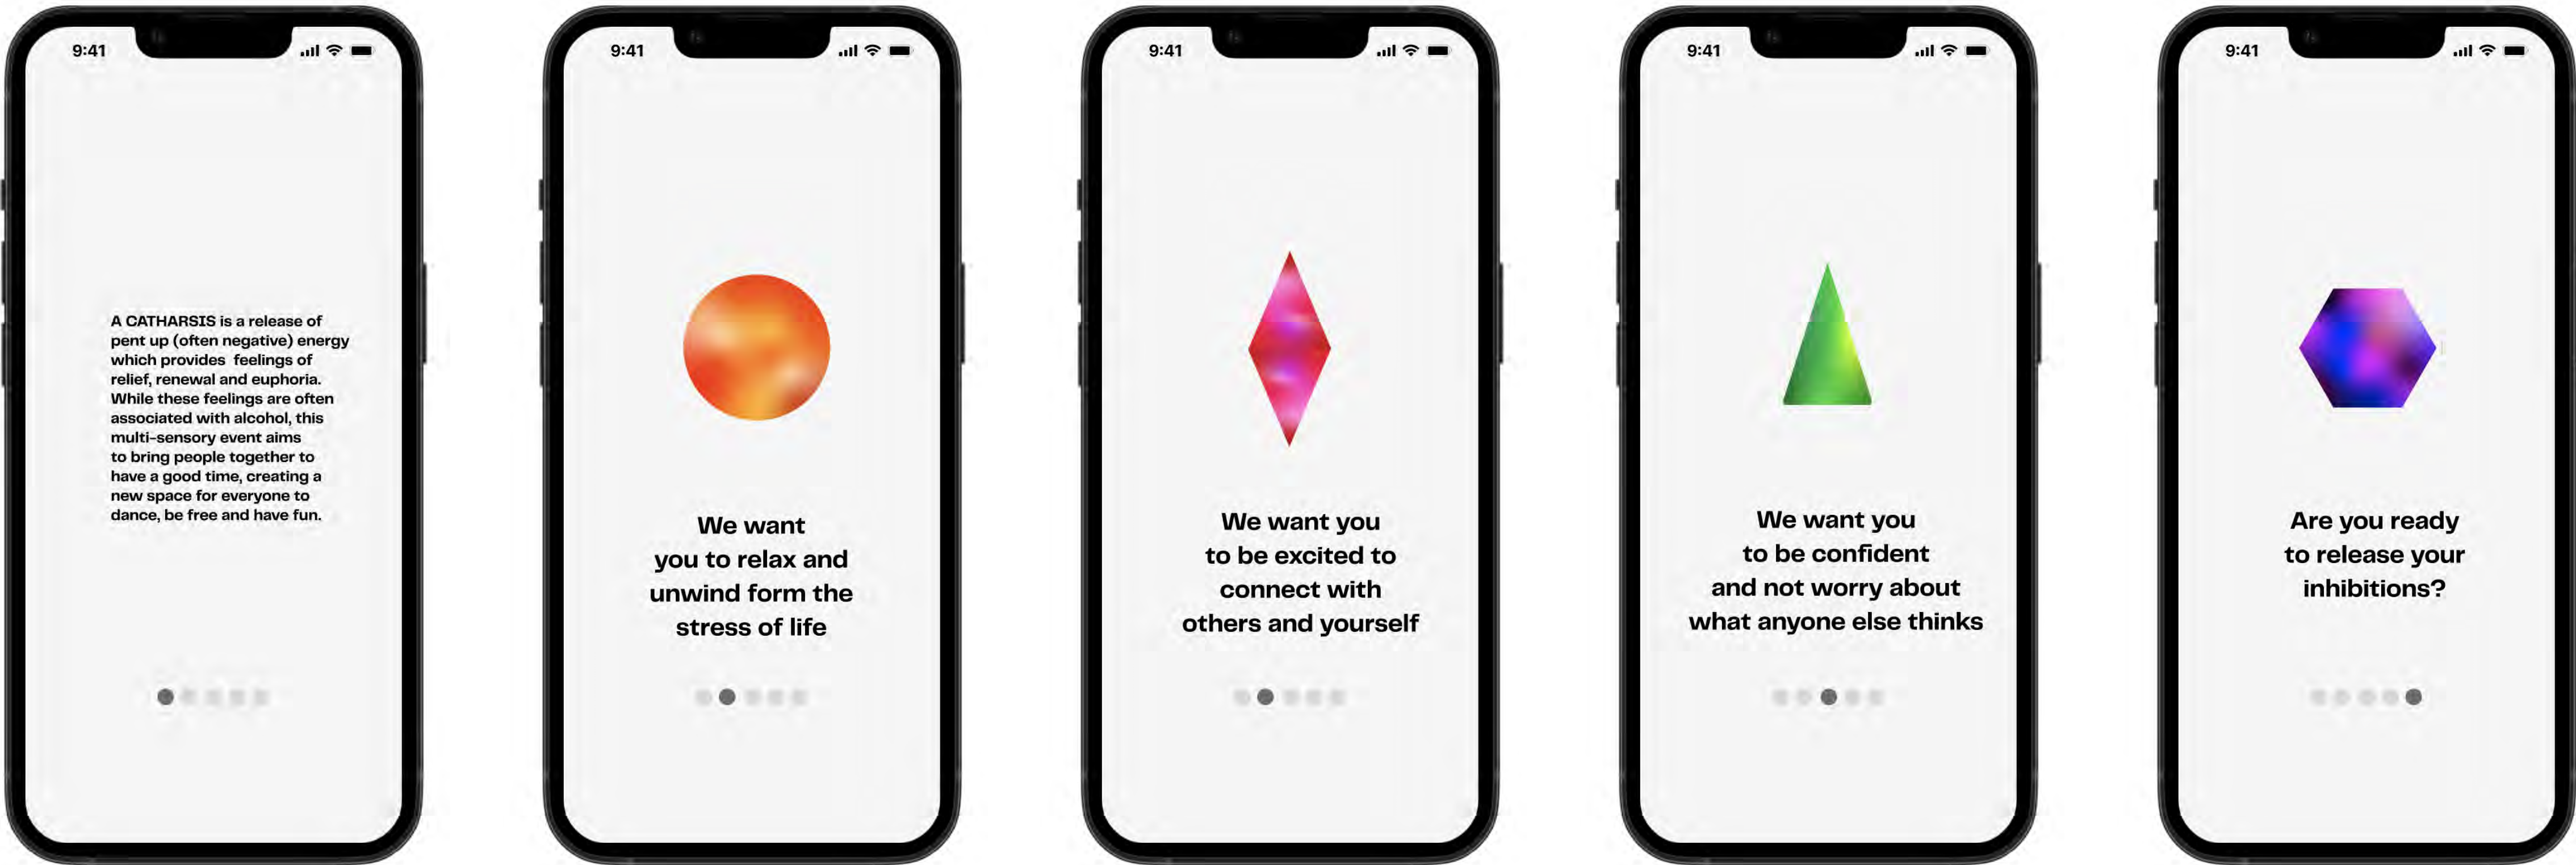 9:41
A CATHARSIS is a release of
pent up (often negative) energy
which provides feelings of
relief, renewal and euphoria.
While these feelings are often
associated with alcohol, this
multi-sensory event aims
to bring people together to
have a good time, creating a
new space for everyone to
dance, be free and have fun.
9:41
We want
you to relax and
unwind form the
stress of life
9:41
We want you
to be excited to
connect with
others and yourself
9:41
We want you
to be confident
and not worry about
what anyone else thinks
9:41
Are you ready
to release your
inhibitions?